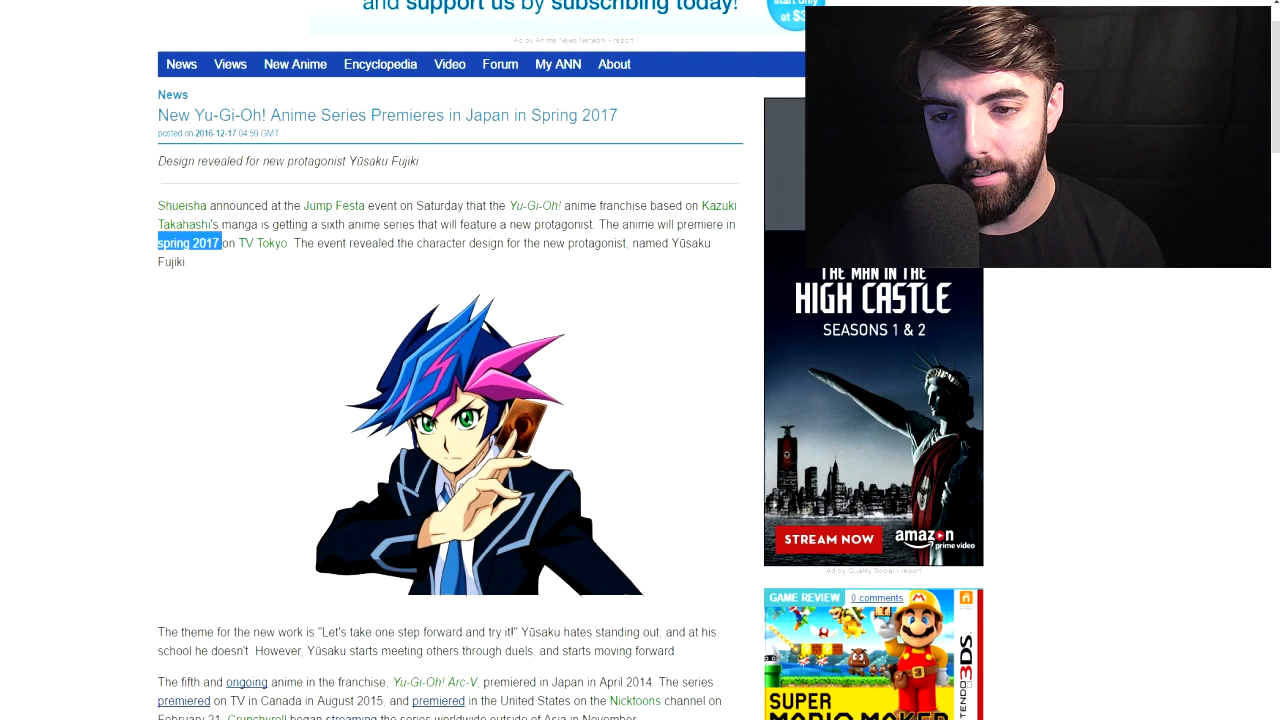 and support us by subscribing today!
start only
at $3
Ad by Anime News Network - report
News Views New Anime Encyclopedia Video Forum My ANN About
News
New Yu-Gi-Oh! Anime Series Premieres in Japan in Spring 2017
posted on 2016-12-17 04:59 GMT
Design revealed for new protagonist Yūsaku Fujiki
Shueisha announced at the Jump Festa event on Saturday that the Yu-Gi-Oh! anime franchise based on Kazuki
Takahashi's manga is getting a sixth anime series that will feature a new protagonist. The anime will premiere in
spring 2017 on TV Tokyo. The event revealed the character design for the new protagonist, named Yūsaku
Fujiki.
The theme for the new work is "Let's take one step forward and try it!" Yūsaku hates standing out, and at his
school he doesn't. However, Yūsaku starts meeting others through duels, and starts moving forward.
The fifth and ongoing anime in the franchise, Yu-Gi-Oh! Arc-V, premiered in Japan in April 2014. The series
premiered on TV in Canada in August 2015, and premiered in the United States on the Nicktoons channel on
February 21. Crunchyroll began streaming the series worldwide outside of Asia in November.
THE MAN IN THE
HIGH CASTLE
SEASONS 1 & 2
STREAM NOW
amazon
prime video
Ad by Quality Social - report
GAME REVIEW 0 comments
NINTENDO 3DS
SUPER
MARIO MAKER